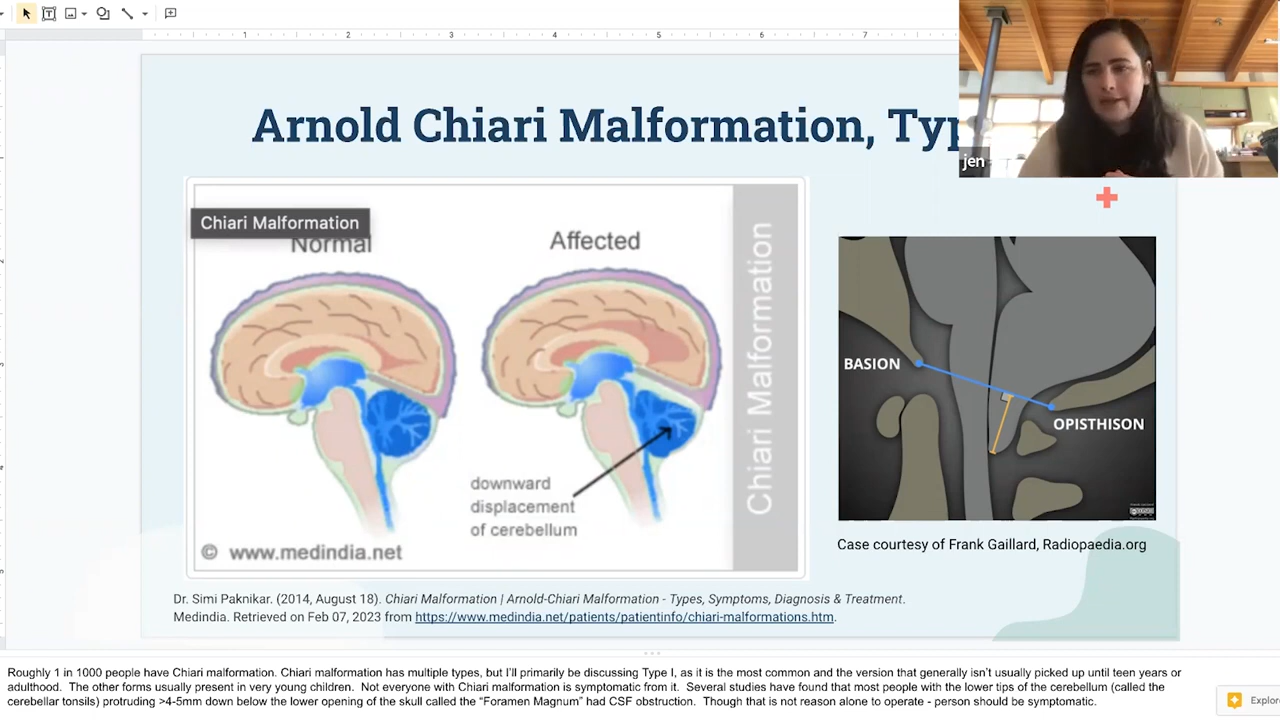 1 2 3 4 5 6 7
Arnold Chiari Malformation, Typ
jen
Chiari Malformation
Normal
Affected
Chiari Malformation
downward
displacement
of cerebellum
© www.medindia.net
BASION
OPISTHISON
Case courtesy of Frank Gaillard, Radiopaedia.org
Dr. Simi Paknikar. (2014, August 18). Chiari Malformation | Arnold-Chiari Malformation - Types, Symptoms, Diagnosis & Treatment.
Medindia. Retrieved on Feb 07, 2023 from https://www.medindia.net/patients/patientinfo/chiari-malformations.htm.
Roughly 1 in 1000 people have Chiari malformation. Chiari malformation has multiple types, but I'll primarily be discussing Type I, as it is the most common and the version that generally isn't usually picked up until teen years or
adulthood. The other forms usually present in very young children. Not everyone with Chiari malformation is symptomatic from it. Several studies have found that most people with the lower tips of the cerebellum (called the
cerebellar tonsils) protruding >4-5mm down below the lower opening of the skull called the "Foramen Magnum" had CSF obstruction. Though that is not reason alone to operate - person should be symptomatic.
Explor